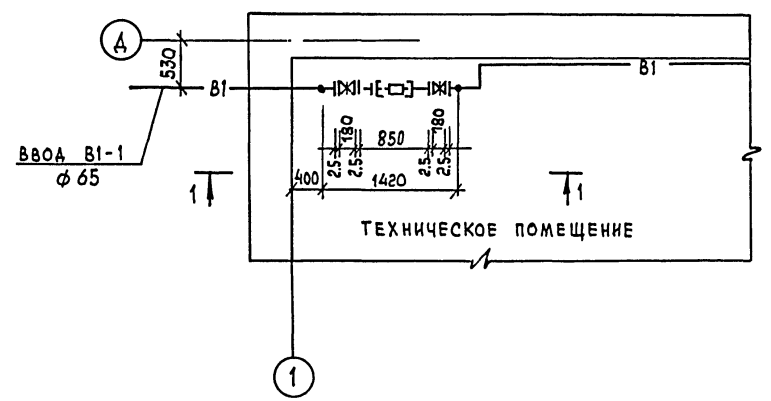 Д
530
В1
В1
180
850
180
2.5
2.5
2.5
2.5
ВВОД В1-1
Ф 65
400
1420
1
1
ТЕХНИЧЕСКОЕ ПОМЕЩЕНИЕ
1